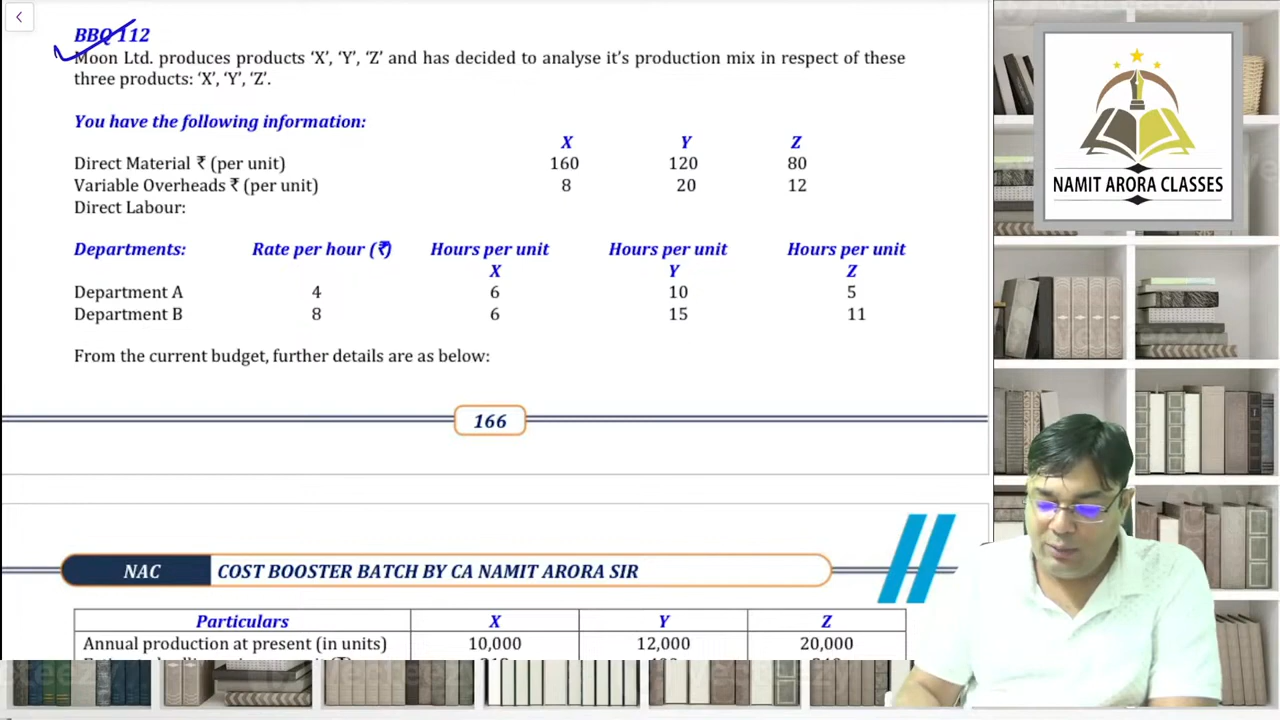 BBQ 112
Moon Ltd. produces products ‘X’, ‘Y’, ‘Z’ and has decided to analyse it’s production mix in respect of these
three products: ‘X’, ‘Y’, ‘Z’.
You have the following information:
X Y Z
Direct Material ₹ (per unit) 160 120 80
Variable Overheads ₹ (per unit) 8 20 12
Direct Labour:
Departments: Rate per hour (₹) Hours per unit Hours per unit Hours per unit
X Y Z
Department A 4 6 10 5
Department B 8 6 15 11
From the current budget, further details are as below:
166
NAC COST BOOSTER BATCH BY CA NAMIT ARORA SIR
Particulars X Y Z
Annual production at present (in units) 10,000 12,000 20,000
NAMIT ARORA CLASSES